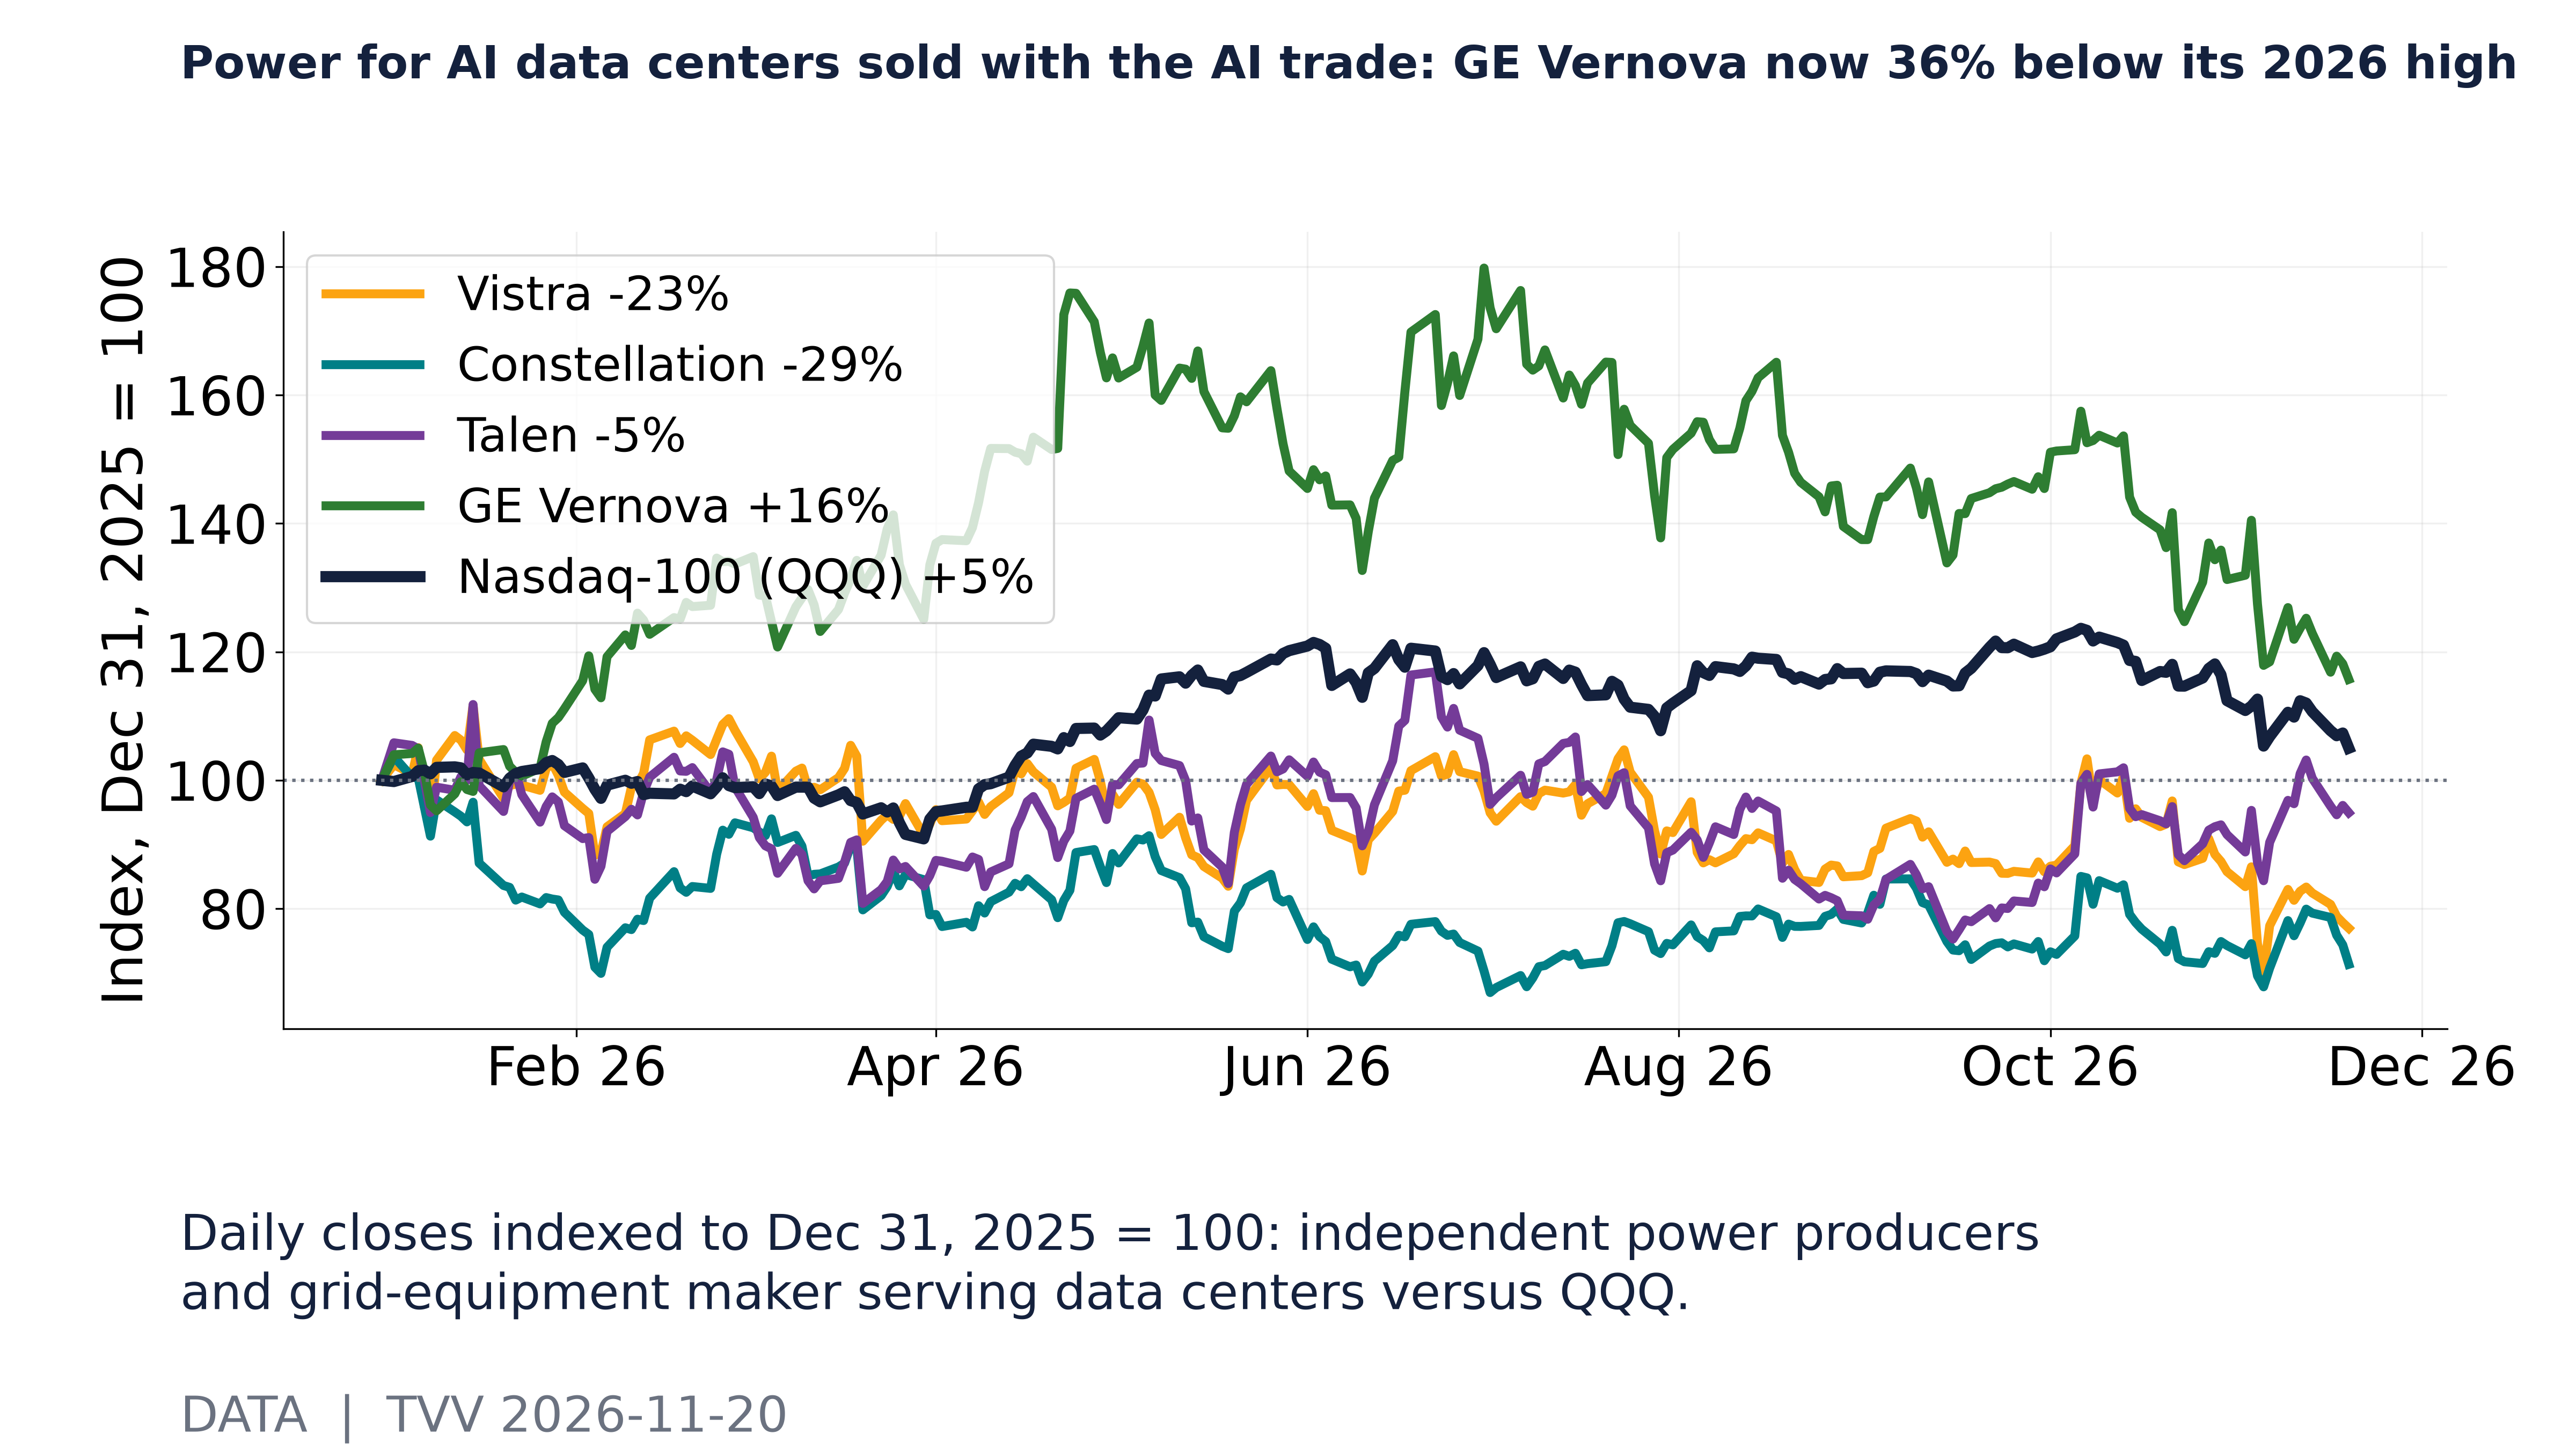 Power for AI data centers sold with the AI trade: GE Vernova now 36% below its 2026 high
Index, Dec 31, 2025 = 100
180
160
140
120
100
80
Vistra -23%
Constellation -29%
Talen -5%
GE Vernova +16%
Nasdaq-100 (QQQ) +5%
Feb 26
Apr 26
Jun 26
Aug 26
Oct 26
Dec 26
Daily closes indexed to Dec 31, 2025 = 100: independent power producers
and grid-equipment maker serving data centers versus QQQ.
DATA | TVV 2026-11-20